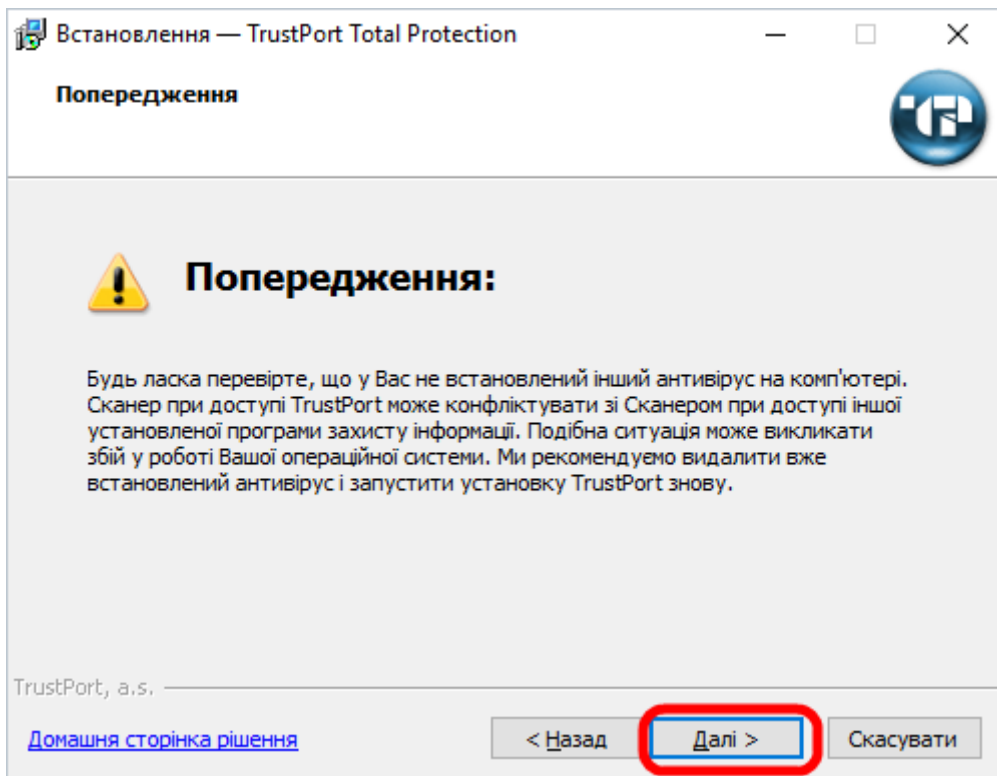 Встановлення — TrustPort Total Protection
Попередження
Попередження:
Будь ласка перевірте, що у Вас не встановлений інший антивірус на комп'ютері.
Сканер при доступі TrustPort може конфліктувати зі Сканером при доступі іншої
установленої програми захисту інформації. Подібна ситуація може викликати
збій у роботі Вашої операційної системи. Ми рекомендуємо видалити вже
встановлений антивірус і запустити установку TrustPort знову.
TrustPort, a.s.
Домашня сторінка рішення
< Назад
Далі >
Скасувати